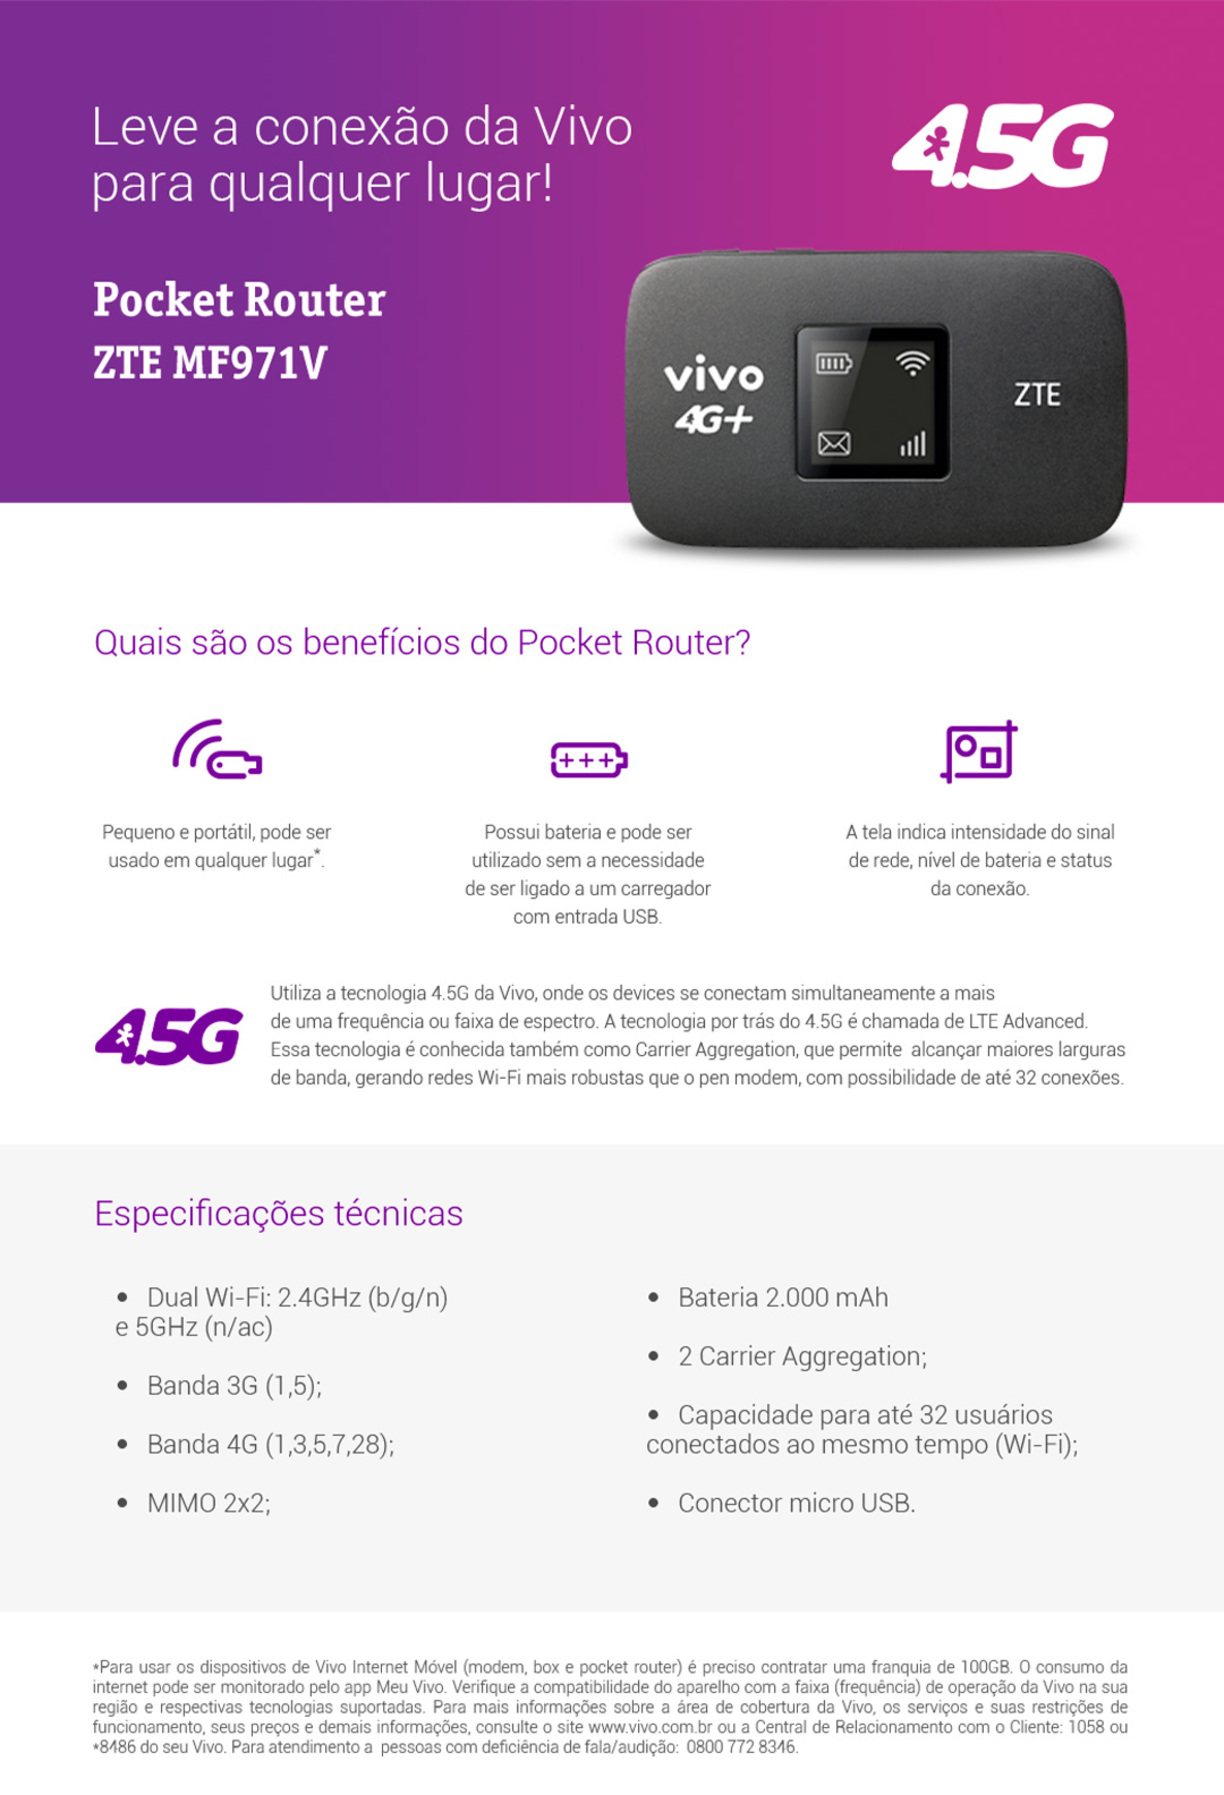 Leve a conexão da Vivo
para qualquer lugar!
4.5G
Pocket Router
ZTE MF971V
vivo
4G+
ZTE
Quais são os benefícios do Pocket Router?
Pequeno e portátil, pode ser
usado em qualquer lugar*.
Possui bateria e pode ser
utilizado sem a necessidade
de ser ligado a um carregador
com entrada USB.
A tela indica intensidade do sinal
de rede, nível de bateria e status
da conexão.
4.5G
Utiliza a tecnologia 4.5G da Vivo, onde os devices se conectam simultaneamente a mais
de uma frequência ou faixa de espectro. A tecnologia por trás do 4.5G é chamada de LTE Advanced.
Essa tecnologia é conhecida também como Carrier Aggregation, que permite alcançar maiores larguras
de banda, gerando redes Wi-Fi mais robustas que o pen modem, com possibilidade de até 32 conexões.
Especificações técnicas
• Dual Wi-Fi: 2.4GHz (b/g/n)
e 5GHz (n/ac)
• Banda 3G (1,5);
• Banda 4G (1,3,5,7,28);
• MIMO 2x2;
• Bateria 2.000 mAh
• 2 Carrier Aggregation;
• Capacidade para até 32 usuários
conectados ao mesmo tempo (Wi-Fi);
• Conector micro USB.
*Para usar os dispositivos de Vivo Internet Móvel (modem, box e pocket router) é preciso contratar uma franquia de 100GB. O consumo da
internet pode ser monitorado pelo app Meu Vivo. Verifique a compatibilidade do aparelho com a faixa (frequência) de operação da Vivo na sua
região e respectivas tecnologias suportadas. Para mais informações sobre a área de cobertura da Vivo, os serviços e suas restrições de
funcionamento, seus preços e demais informações, consulte o site www.vivo.com.br ou a Central de Relacionamento com o Cliente: 1058 ou
*8486 do seu Vivo. Para atendimento a pessoas com deficiência de fala/audição: 0800 772 8346.